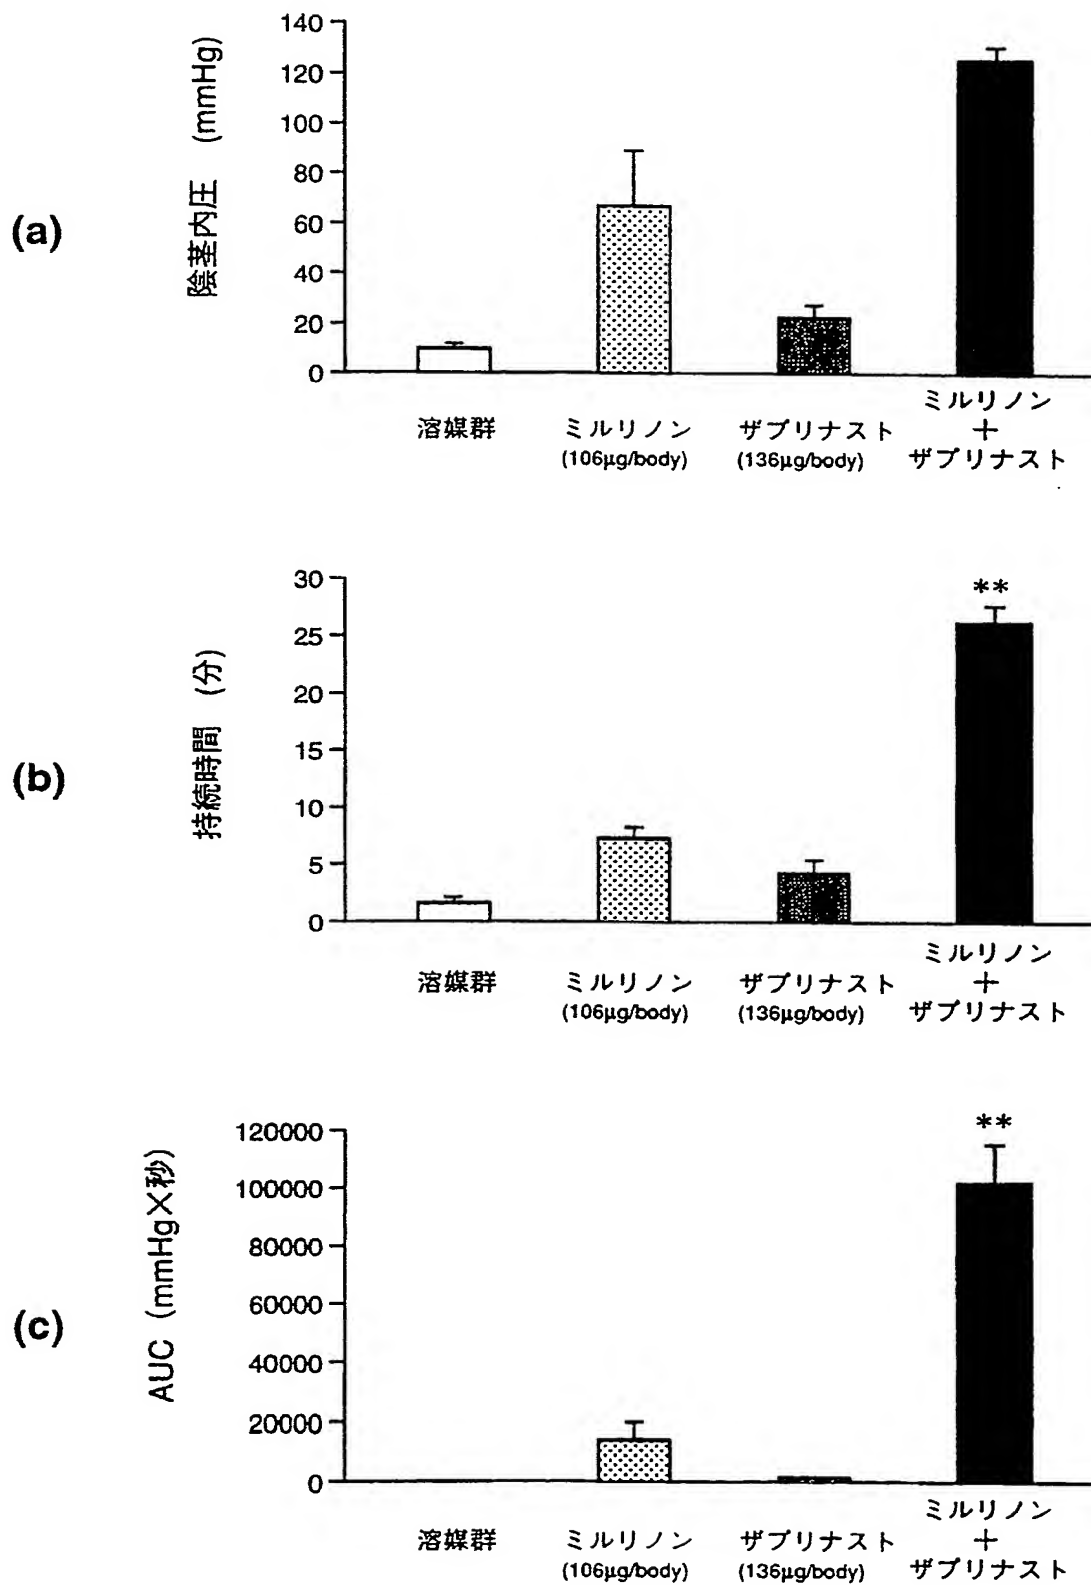 (a)
陰茎内圧 (mmHg)
140
120
100
80
60
40
20
0
溶媒群
ミルリノン
(106μg/body)
ザプリナスト
(136μg/body)
ミルリノン
+
ザプリナスト
(b)
持続時間 (分)
30
25
20
15
10
5
0
**
溶媒群
ミルリノン
(106μg/body)
ザプリナスト
(136μg/body)
ミルリノン
+
ザプリナスト
(c)
AUC (mmHg×秒)
120000
100000
80000
60000
40000
20000
0
**
溶媒群
ミルリノン
(106μg/body)
ザプリナスト
(136μg/body)
ミルリノン
+
ザプリナスト